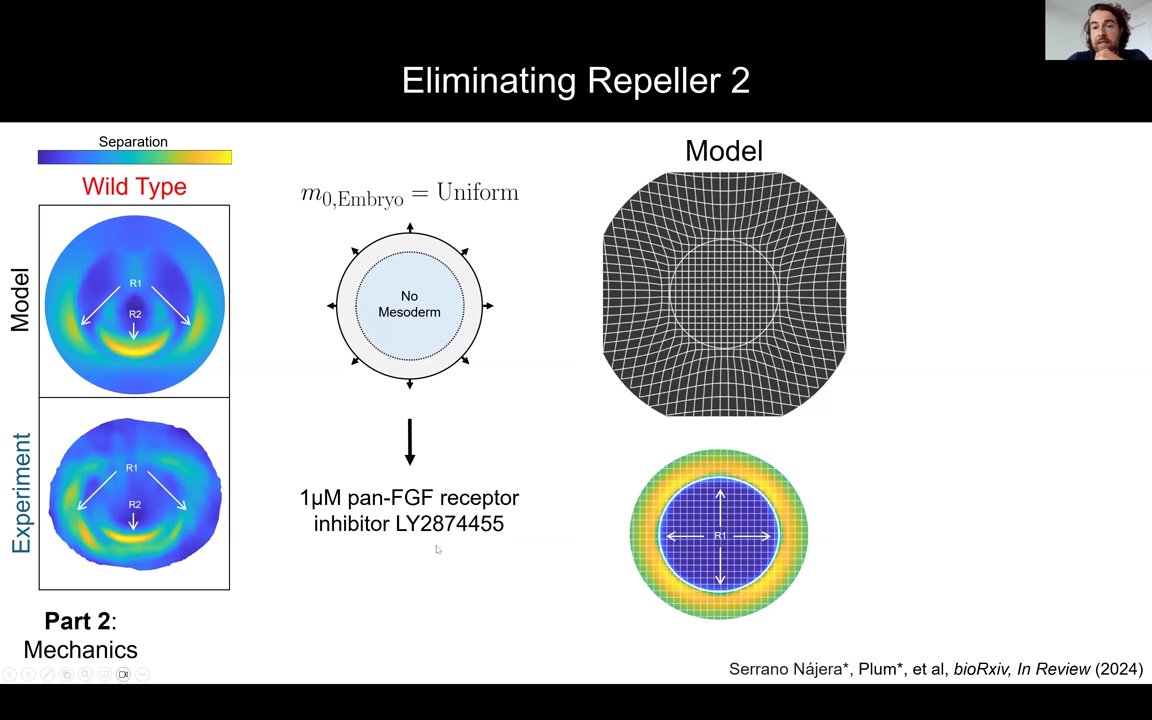 Eliminating Repeller 2
Separation
Wild Type
Model
R1
R2
Experiment
R1
R2
Part 2:
Mechanics
m0,Embryo = Uniform
No
Mesoderm
1μM pan-FGF receptor
inhibitor LY2874455
Model
R1
Serrano Nájera*, Plum*, et al, bioRxiv, In Review (2024)